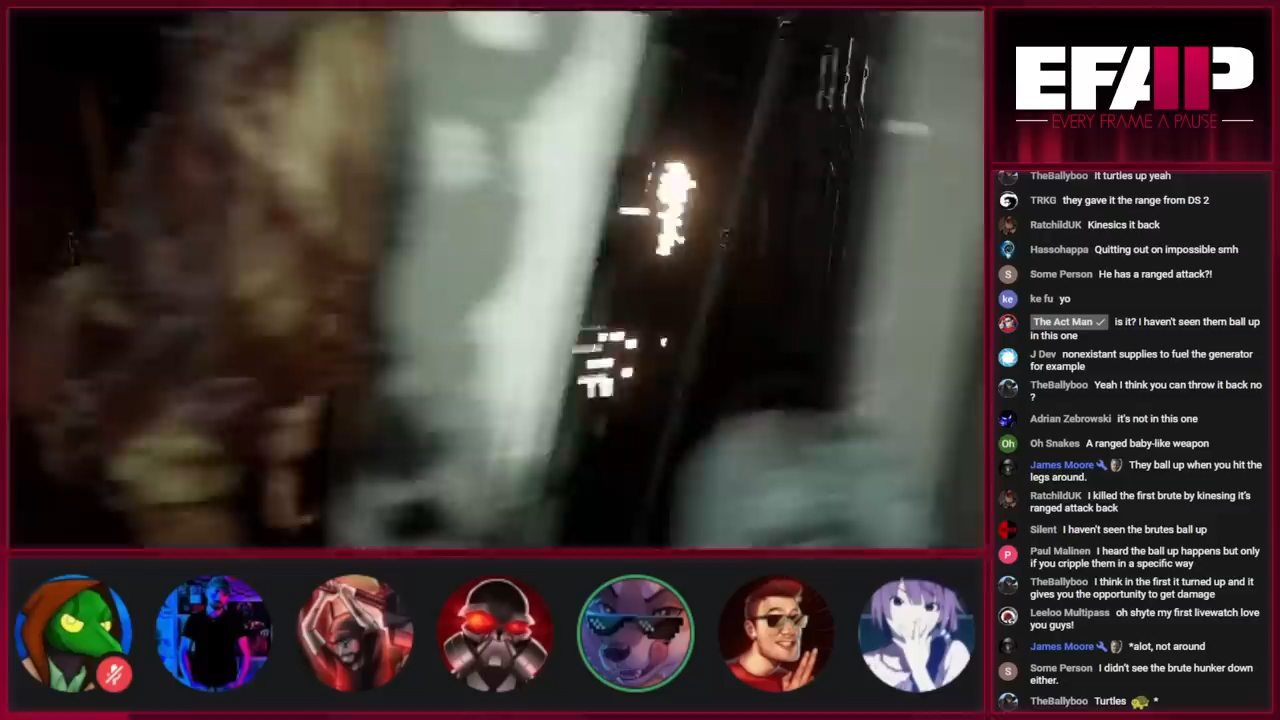 EFAP
EVERY FRAME A PAUSE
TheBallyboo It turtles up yeah
TRKG they gave it the range from DS 2
RatchildUK Kinesics it back
Hassohappa Quitting out on impossible smh
S Some Person He has a ranged attack?!
ke ke fu yo
The Act Man is it? I haven't seen them ball up
in this one
J Dev nonexistant supplies to fuel the generator
for example
TheBallyboo Yeah I think you can throw it back no
?
Adrian Zebrowski it's not in this one
Oh Oh Snakes A ranged baby-like weapon
James Moore They ball up when you hit the
legs around.
RatchildUK I killed the first brute by kinesing it's
ranged attack back
Silent I haven't seen the brutes ball up
P Paul Malinen I heard the ball up happens but only
if you cripple them in a specific way
TheBallyboo I think in the first it turned up and it
gives you the opportunity to get damage
Leeloo Multipass oh shyte my first livewatch love
you guys!
James Moore *alot, not around
S Some Person I didn't see the brute hunker down
either.
TheBallyboo Turtles 🐢 *